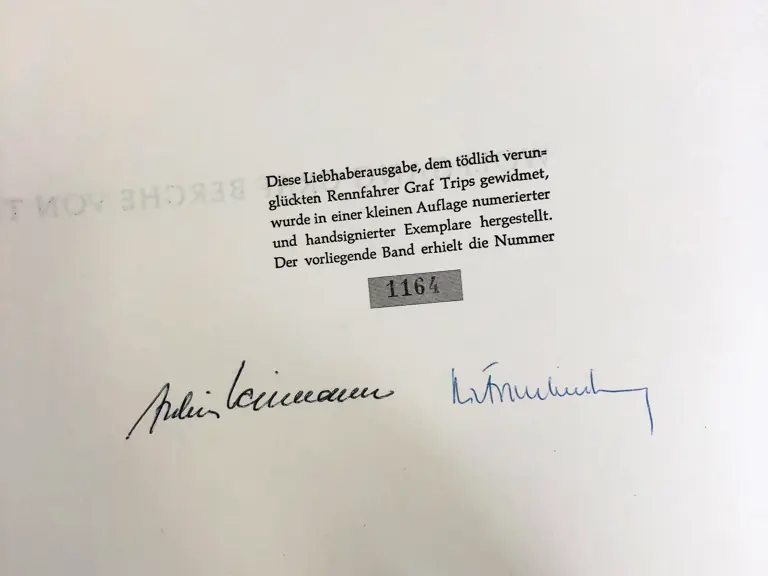 Diese Liebhaberausgabe, dem tödlich verun=
glückten Rennfahrer Graf Trips gewidmet,
wurde in einer kleinen Auflage numerierter
und handsignierter Exemplare hergestellt.
Der vorliegende Band erhielt die Nummer
1164